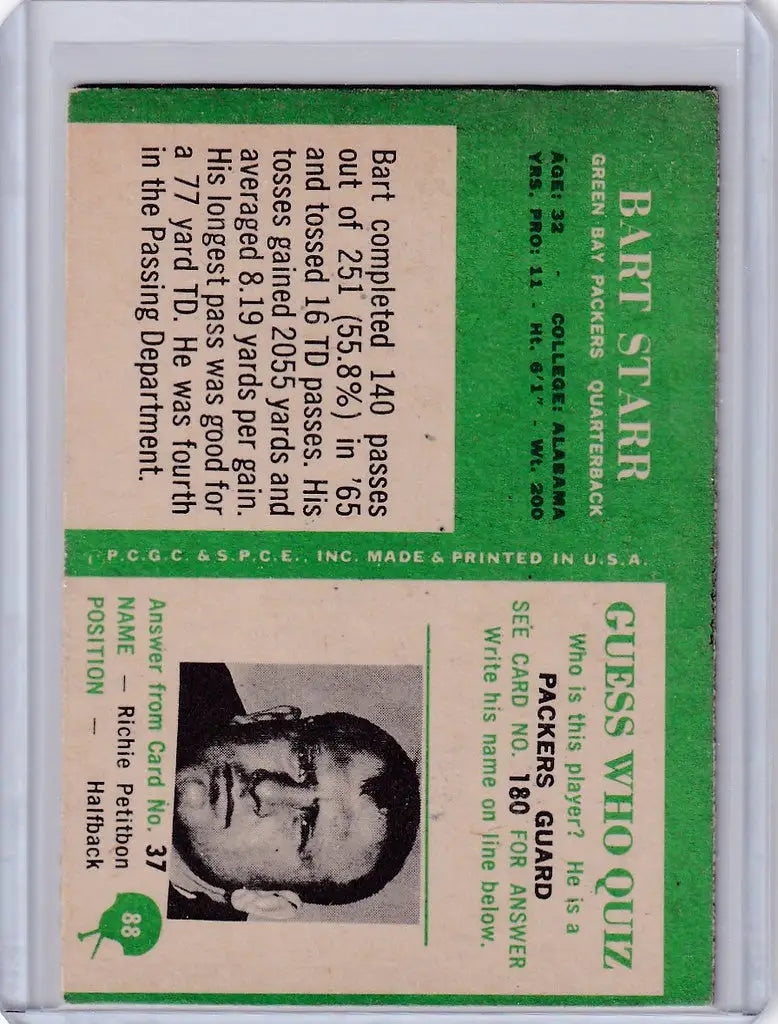 BART STARR
GREEN BAY PACKERS QUARTERBACK
AGE: 32 - COLLEGE: ALABAMA
YRS. PRO: 11 - Ht. 6'1" - Wt. 200
Bart completed 140 passes
out of 251 (55.8%) in '65
and tossed 16 TD passes. His
tosses gained 2055 yards and
averaged 8.19 yards per gain.
His longest pass was good for
a 77 yard TD. He was fourth
in the Passing Department.
P.C.G.C. & S.P.C.E., INC. MADE & PRINTED IN U.S.A.
GUESS WHO QUIZ
Who is this player? He is a
PACKERS GUARD
SEE CARD NO. 180 FOR ANSWER
Write his name on line below.
Answer from Card No. 37
NAME — Richie Petitbon
POSITION — Halfback
88